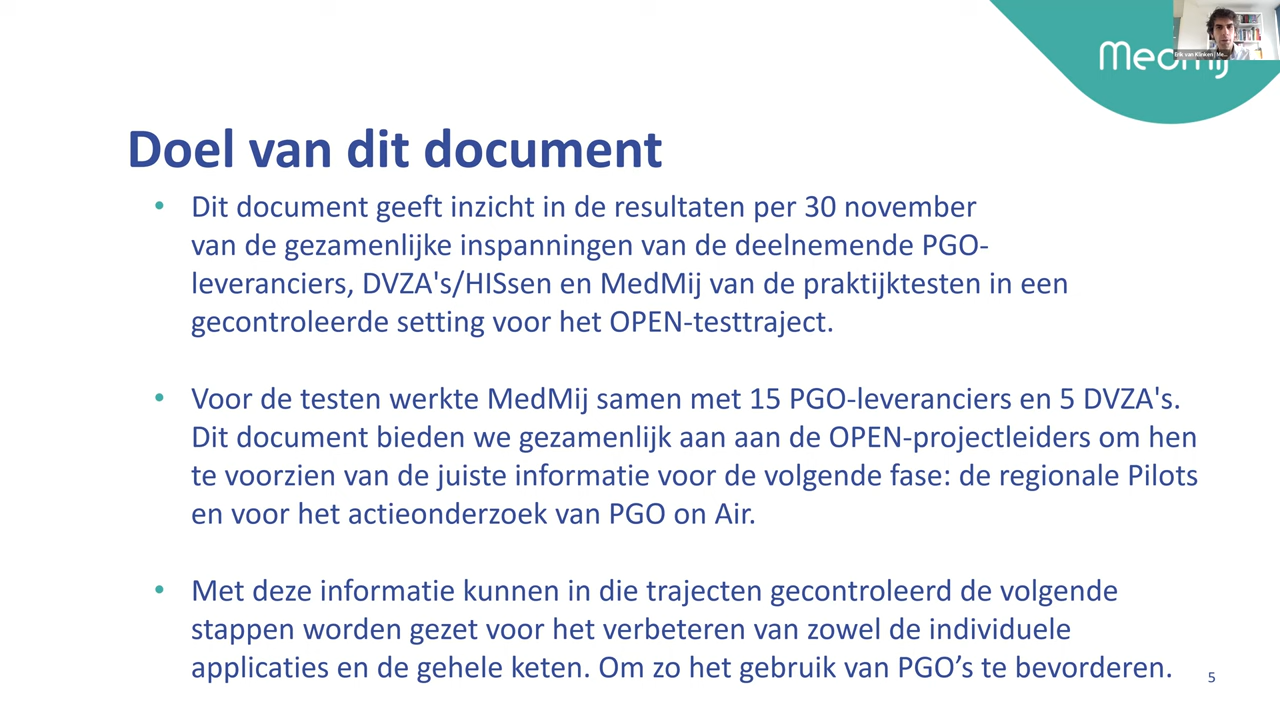 MedMij
Erik van Klinken | Me...
Doel van dit document
• Dit document geeft inzicht in de resultaten per 30 november
van de gezamenlijke inspanningen van de deelnemende PGO-
leveranciers, DVZA's/HISsen en MedMij van de praktijktesten in een
gecontroleerde setting voor het OPEN-testtraject.
• Voor de testen werkte MedMij samen met 15 PGO-leveranciers en 5 DVZA's.
Dit document bieden we gezamenlijk aan aan de OPEN-projectleiders om hen
te voorzien van de juiste informatie voor de volgende fase: de regionale Pilots
en voor het actieonderzoek van PGO on Air.
• Met deze informatie kunnen in die trajecten gecontroleerd de volgende
stappen worden gezet voor het verbeteren van zowel de individuele
applicaties en de gehele keten. Om zo het gebruik van PGO’s te bevorderen.
5